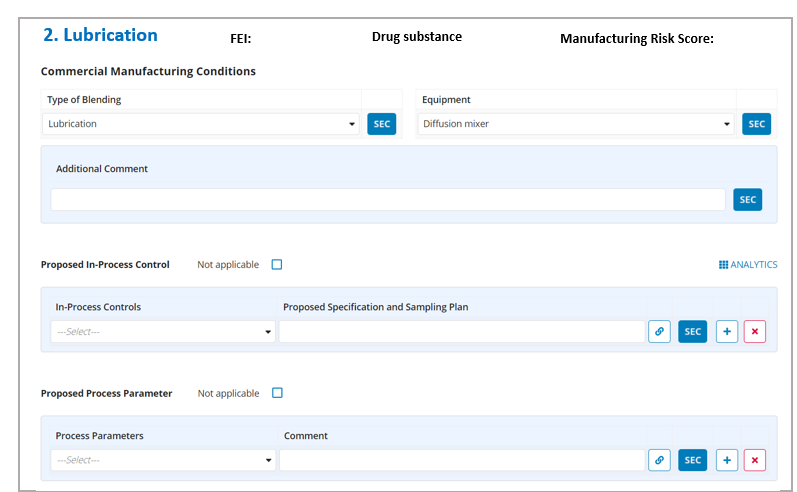 2. Lubrication
FEI:
Drug substance
Manufacturing Risk Score:
Commercial Manufacturing Conditions
Type of Blending
Equipment
Lubrication
SEC
Diffusion mixer
SEC
Additional Comment
SEC
Proposed In-Process Control
Not applicable
ANALYTICS
In-Process Controls
Proposed Specification and Sampling Plan
---Select---
SEC
Proposed Process Parameter
Not applicable
Process Parameters
Comment
---Select---
SEC